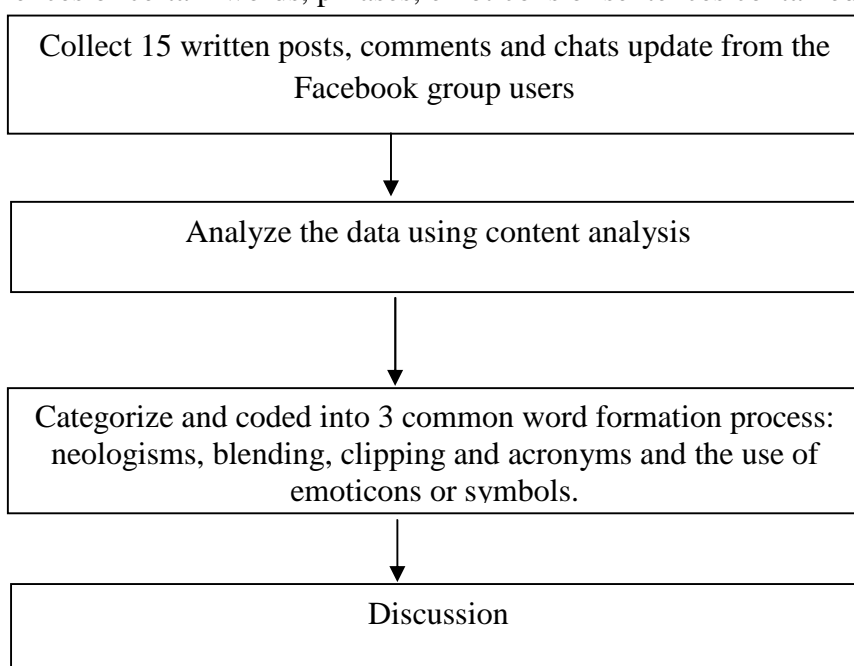 Collect 15 written posts, comments and chats update from the
Facebook group users
Analyze the data using content analysis
Categorize and coded into 3 common word formation process:
neologisms, blending, clipping and acronyms and the use of
emoticons or symbols.
Discussion